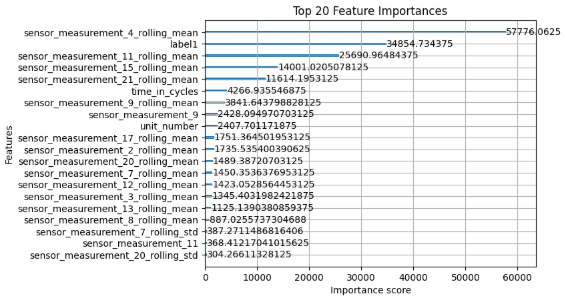 Top 20 Feature Importances
sensor_measurement_4_rolling_mean 57776.0625
label1 34854.734375
sensor_measurement_11_rolling_mean 25690.96484375
sensor_measurement_15_rolling_mean 14001.0205078125
sensor_measurement_21_rolling_mean 11614.1953125
time_in_cycles 4266.935546875
sensor_measurement_9_rolling_mean 3841.643798828125
sensor_measurement_9 2428.094970703125
unit_number 2407.701171875
sensor_measurement_17_rolling_mean 1751.364501953125
sensor_measurement_2_rolling_mean 1735.535400390625
sensor_measurement_20_rolling_mean 1489.38720703125
sensor_measurement_7_rolling_mean 1450.3536376953125
sensor_measurement_12_rolling_mean 1423.0528564453125
sensor_measurement_3_rolling_mean 1345.4031982421875
sensor_measurement_13_rolling_mean 1125.1390380859375
sensor_measurement_8_rolling_mean 887.0255737304688
sensor_measurement_7_rolling_std 387.2711486816406
sensor_measurement_11 368.41217041015625
sensor_measurement_20_rolling_std 304.26611328125
Features
0 10000 20000 30000 40000 50000 60000
Importance score